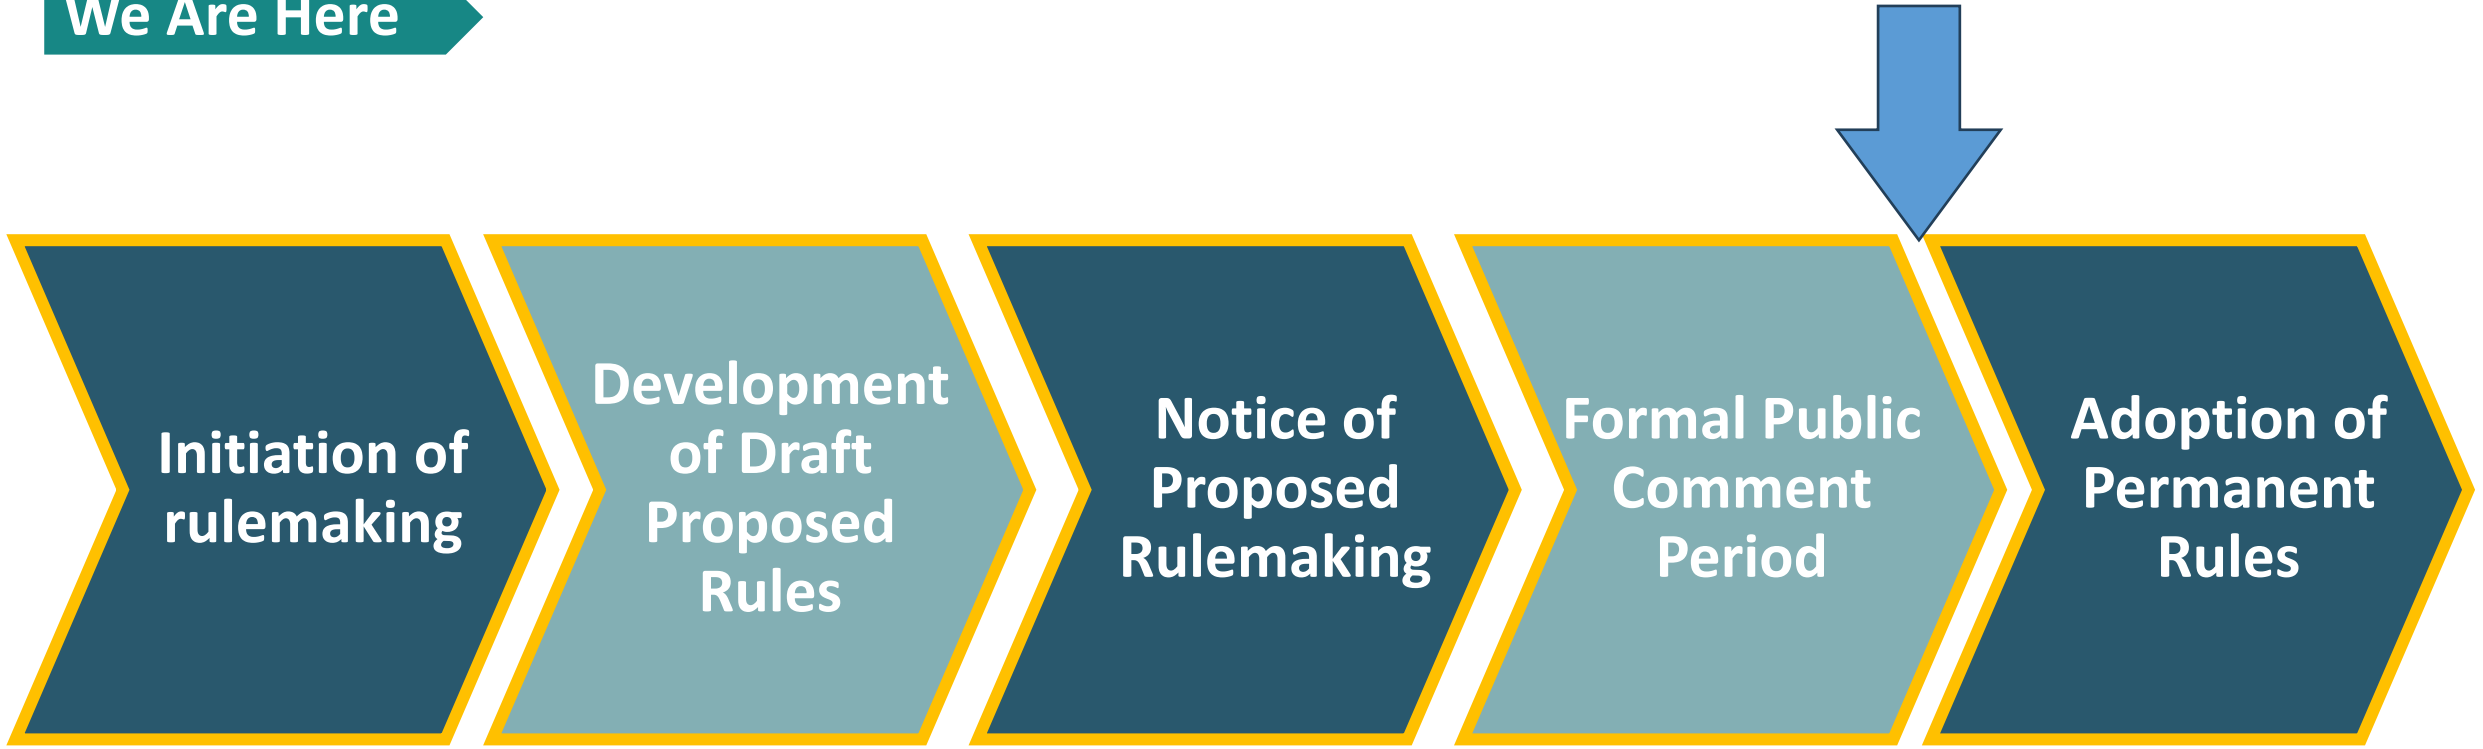 We Are Here
Initiation of
rulemaking
Development
of Draft
Proposed
Rules
Notice of
Proposed
Rulemaking
Formal Public
Comment
Period
Adoption of
Permanent
Rules